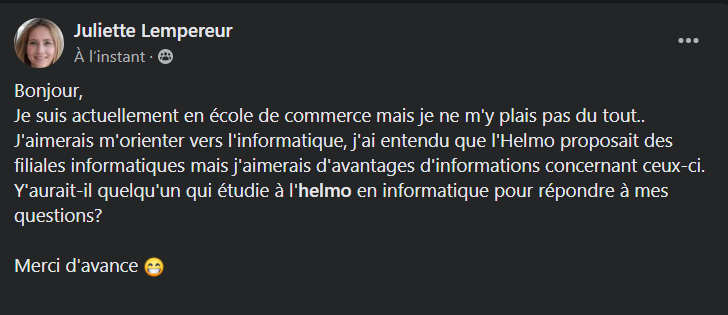 Juliette Lempereur
À l’instant ·
Bonjour,
Je suis actuellement en école de commerce mais je ne m'y plais pas du tout..
J'aimerais m'orienter vers l'informatique, j'ai entendu que l'Helmo proposait des
filiales informatiques mais j'aimerais d'avantages d'informations concernant ceux-ci.
Y'aurait-il quelqu'un qui étudie à l'helmo en informatique pour répondre à mes
questions?
Merci d'avance 😁